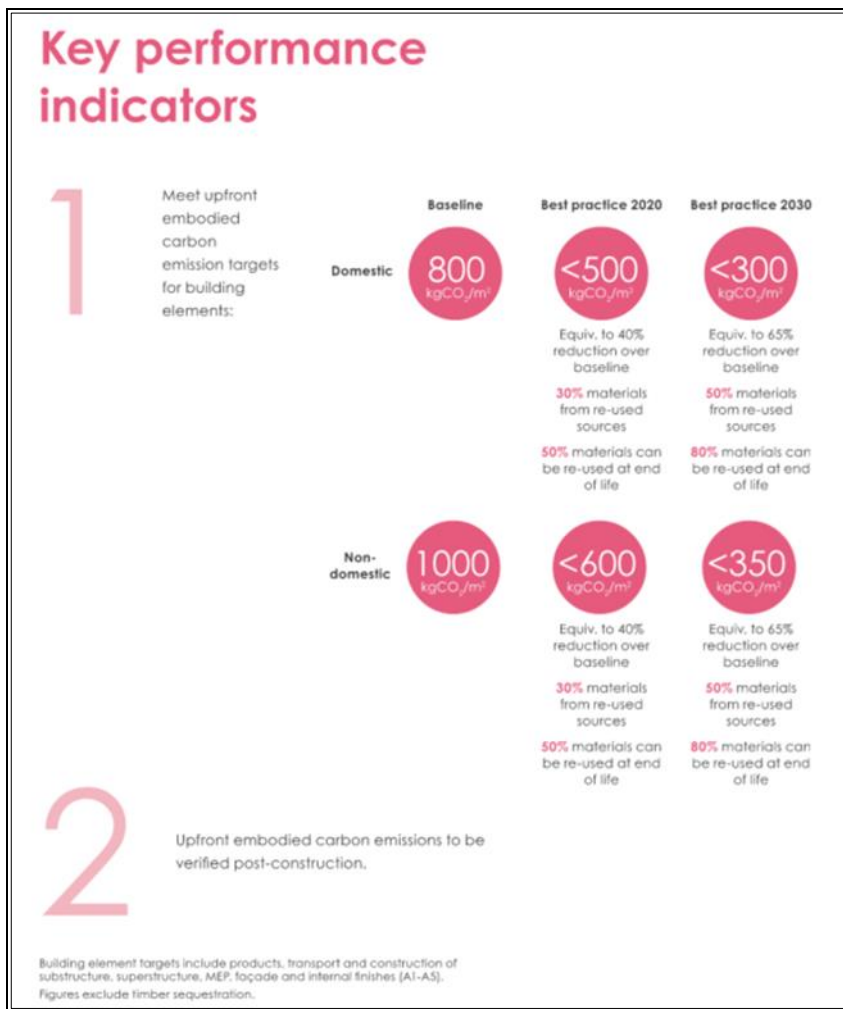 Key performance
indicators
1
Meet upfront
embodied
carbon
emission targets
for building
elements:
Baseline
Best practice 2020
Best practice 2030
Domestic
800
kgCO₂/m²
<500
kgCO₂/m²
<300
kgCO₂/m²
Equiv. to 40%
reduction over
baseline
30% materials
from re-used
sources
50% materials can
be re-used at end
of life
Equiv. to 65%
reduction over
baseline
50% materials
from re-used
sources
80% materials can
be re-used at end
of life
Non-
domestic
1000
kgCO₂/m²
<600
kgCO₂/m²
<350
kgCO₂/m²
Equiv. to 40%
reduction over
baseline
30% materials
from re-used
sources
50% materials can
be re-used at end
of life
Equiv. to 65%
reduction over
baseline
50% materials
from re-used
sources
80% materials can
be re-used at end
of life
2
Upfront embodied carbon emissions to be
verified post-construction.
Building element targets include products, transport and construction of
substructure, superstructure, MEP, façade and internal finishes (A1-A5).
Figures exclude timber sequestration.